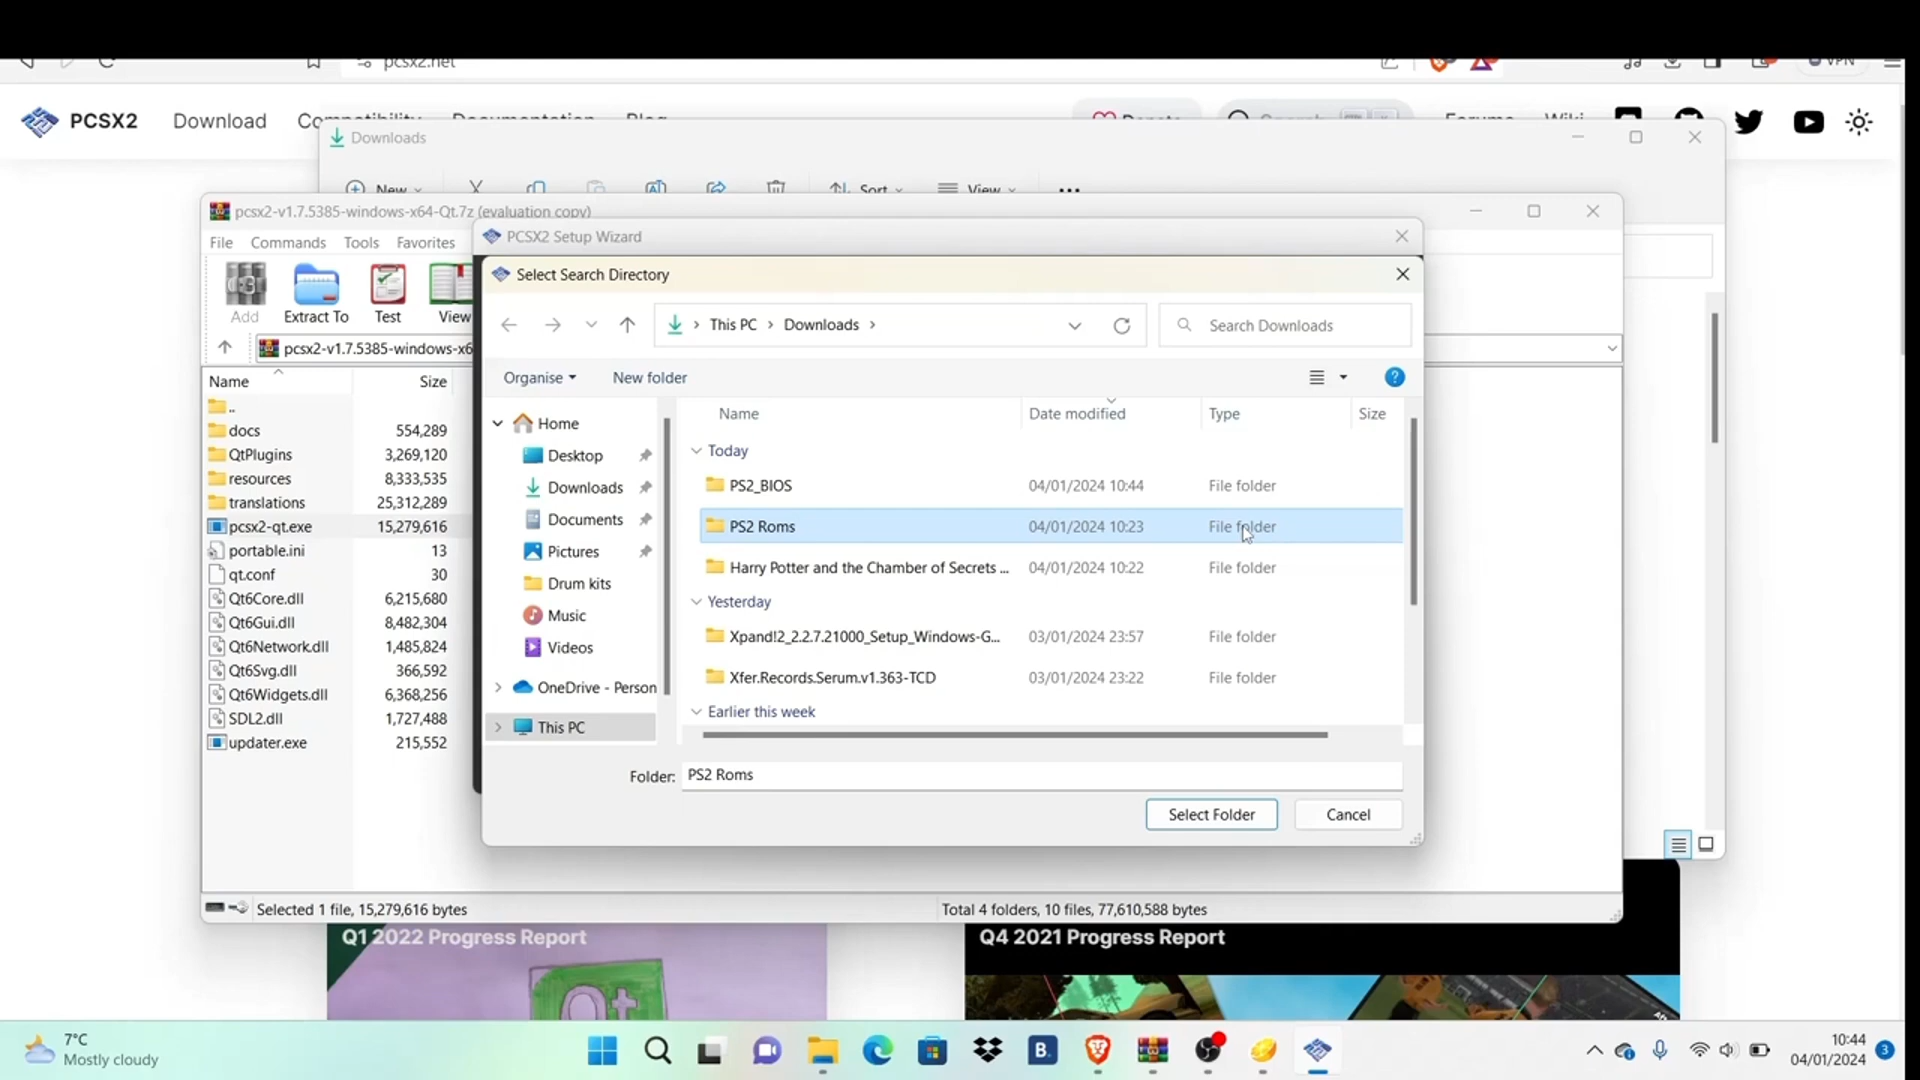 pcsx2.net
VPN
PCSX2
Download
Compatibility
Documentation
Blog
Donate
Search
Forums
Wiki
Downloads
New
Sort
View
pcsx2-v1.7.5385-windows-x64-Qt.7z (evaluation copy)
File Commands Tools Favorites
Add
Extract To
Test
View
pcsx2-v1.7.5385-windows-x6
Name Size
..
docs 554,289
QtPlugins 3,269,120
resources 8,333,535
translations 25,312,289
pcsx2-qt.exe 15,279,616
portable.ini 13
qt.conf 30
Qt6Core.dll 6,215,680
Qt6Gui.dll 8,482,304
Qt6Network.dll 1,485,824
Qt6Svg.dll 366,592
Qt6Widgets.dll 6,368,256
SDL2.dll 1,727,488
updater.exe 215,552
Selected 1 file, 15,279,616 bytes
Total 4 folders, 10 files, 77,610,588 bytes
PCSX2 Setup Wizard
Select Search Directory
This PC > Downloads >
Search Downloads
Organise
New folder
Home
Desktop
Downloads
Documents
Pictures
Drum kits
Music
Videos
OneDrive - Person
This PC
Name Date modified Type Size
Today
PS2_BIOS 04/01/2024 10:44 File folder
PS2 Roms 04/01/2024 10:23 File folder
Harry Potter and the Chamber of Secrets ... 04/01/2024 10:22 File folder
Yesterday
Xpand!2_2.2.7.21000_Setup_Windows-G... 03/01/2024 23:57 File folder
Xfer.Records.Serum.v1.363-TCD 03/01/2024 23:22 File folder
Earlier this week
Folder: PS2 Roms
Select Folder
Cancel
Q1 2022 Progress Report
Q4 2021 Progress Report
Qt
7°C
Mostly cloudy
B.
10:44
04/01/2024
3